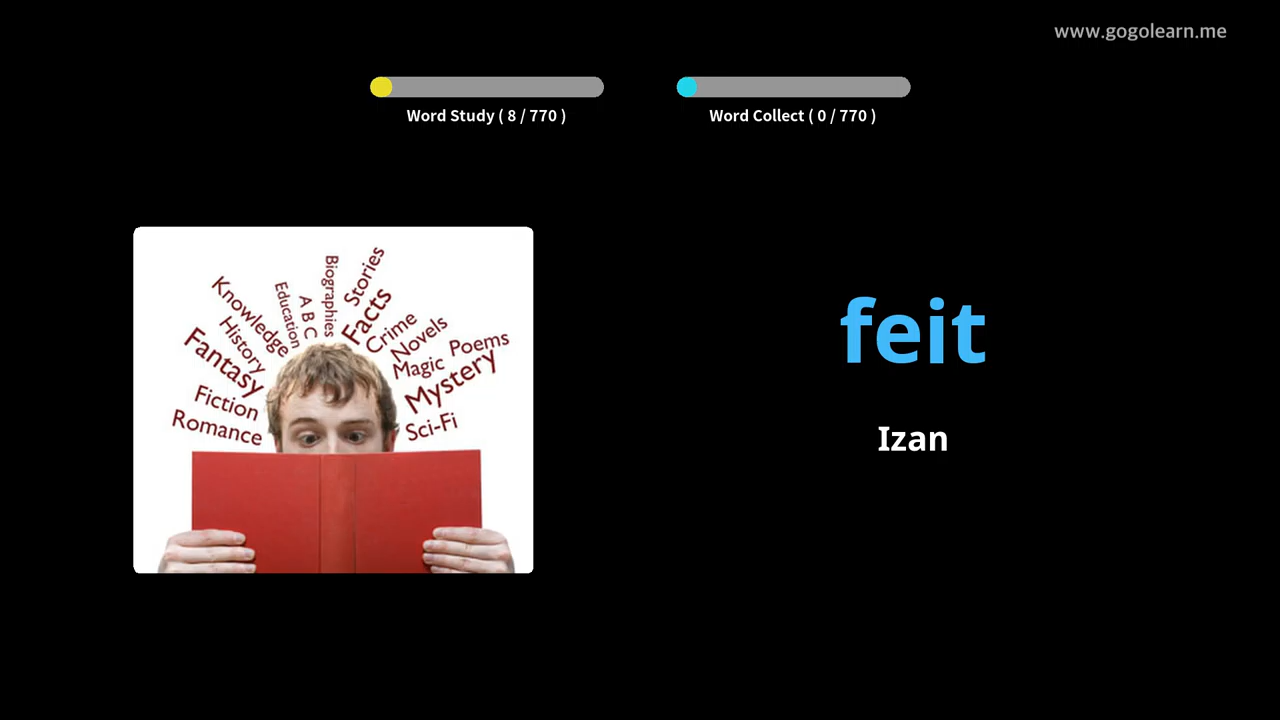 www.gogolearn.me
Word Study ( 8 / 770 )
Word Collect ( 0 / 770 )
Biographies
Stories
Education
A B C
Facts
Knowledge
Crime
History
Novels
Fantasy
Magic
Poems
Mystery
Fiction
Romance
Sci-Fi
feit
Izan